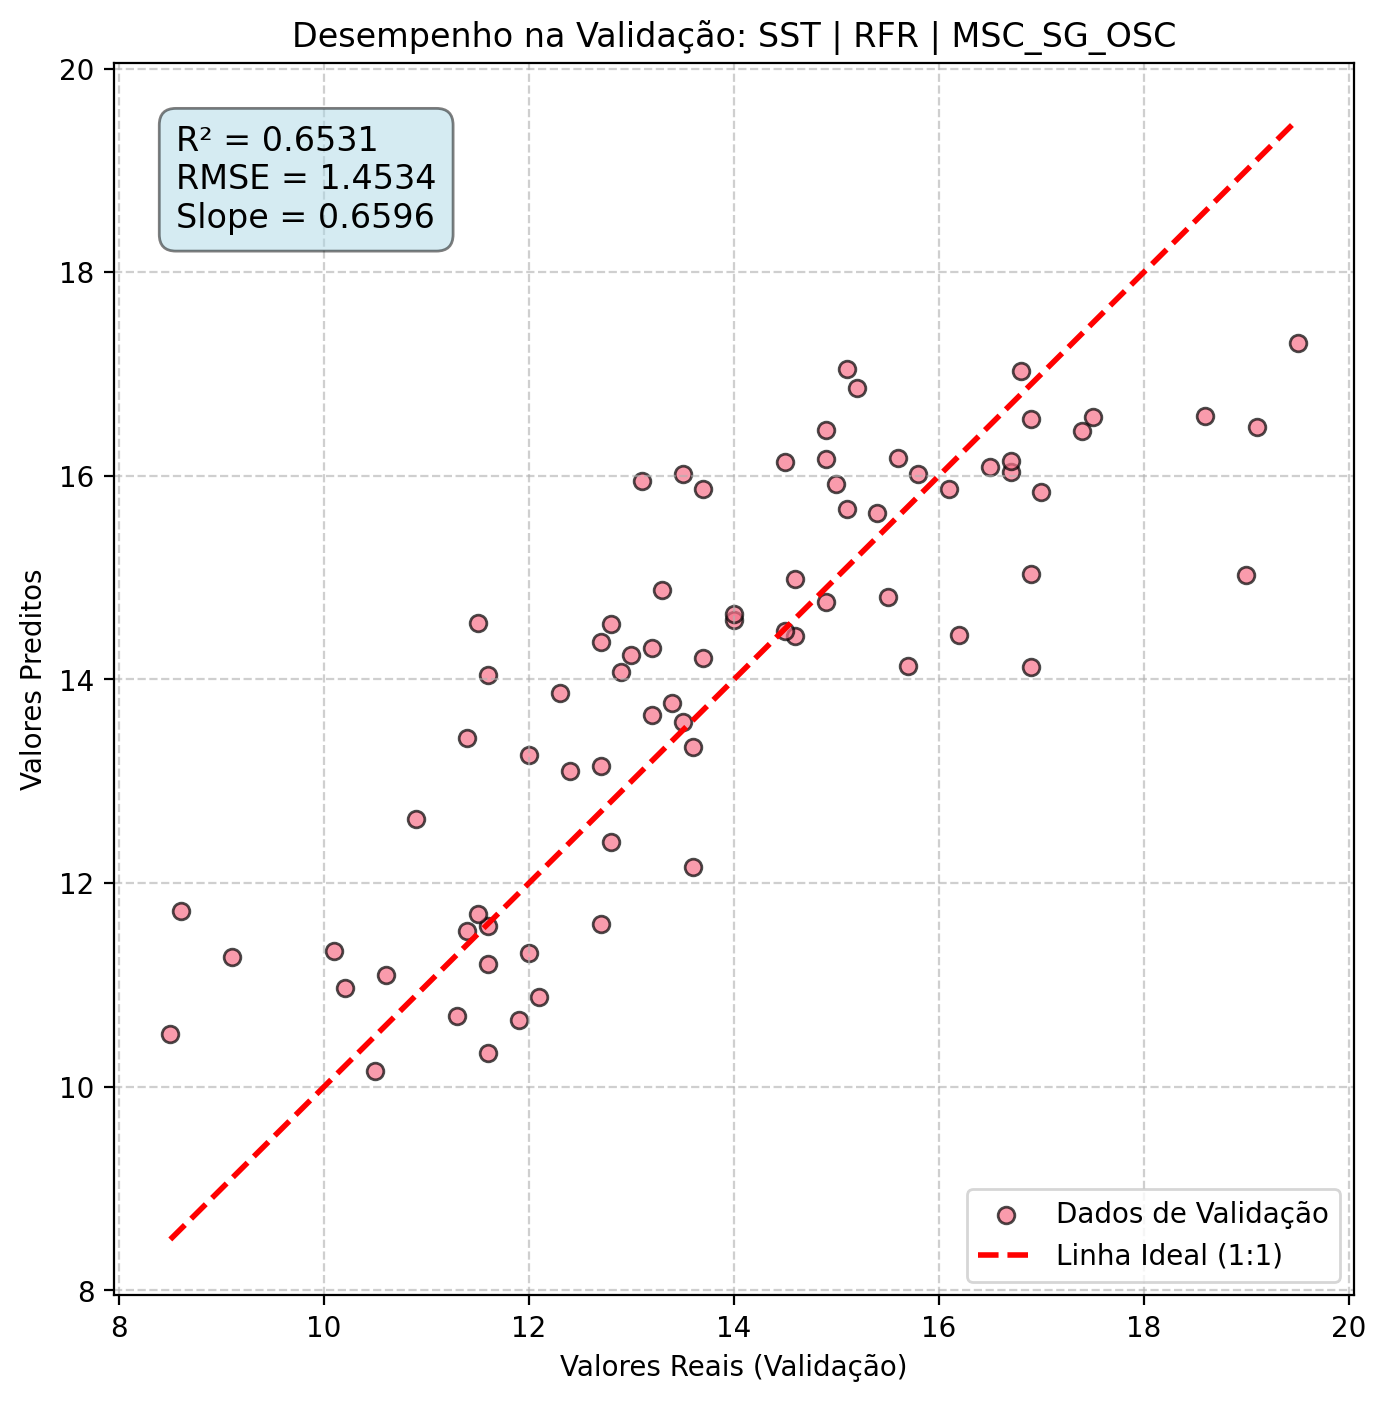 Desempenho na Validação: SST | RFR | MSC_SG_OSC
R² = 0.6531
RMSE = 1.4534
Slope = 0.6596
20
18
16
14
12
10
8
Valores Preditos
8 10 12 14 16 18 20
Valores Reais (Validação)
Dados de Validação
Linha Ideal (1:1)